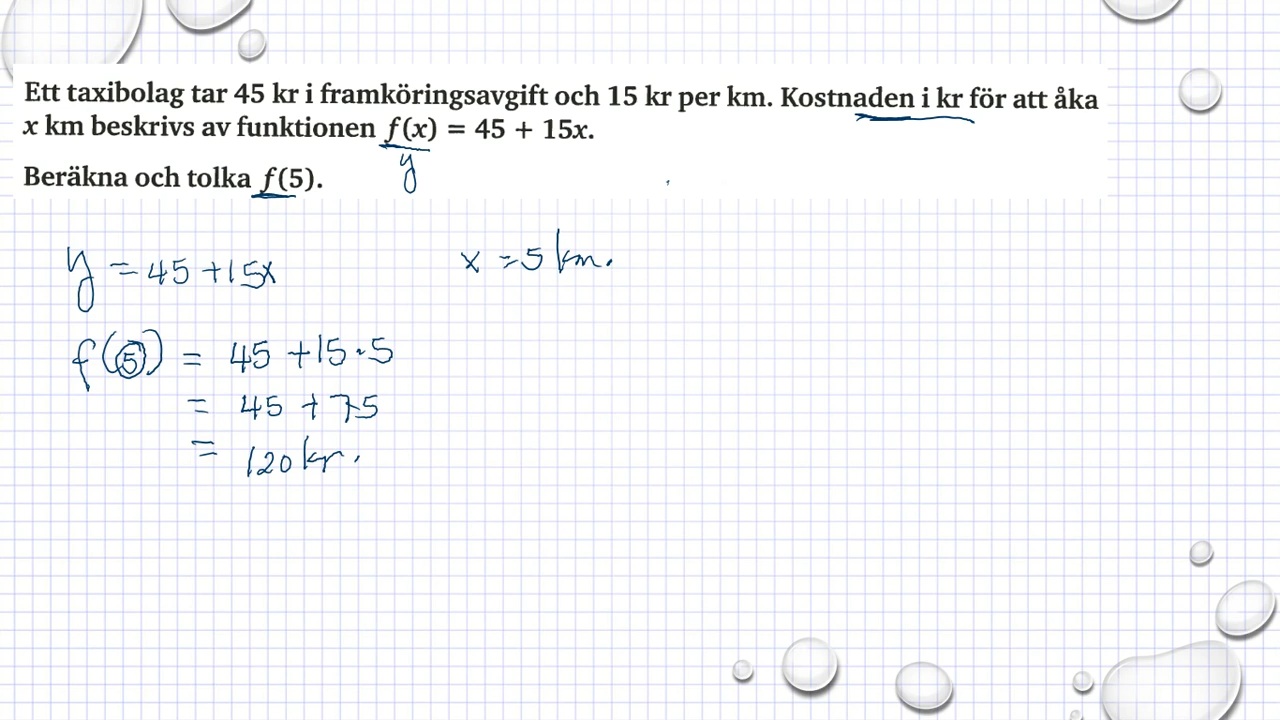 Ett taxibolag tar 45 kr i framköringsavgift och 15 kr per km. Kostnaden i kr för att åka
x km beskrivs av funktionen f(x) = 45 + 15x.
y
Beräkna och tolka f(5).
y = 45 + 15x
x = 5 km.
f(5) = 45 + 15 · 5
= 45 + 75
= 120 kr.